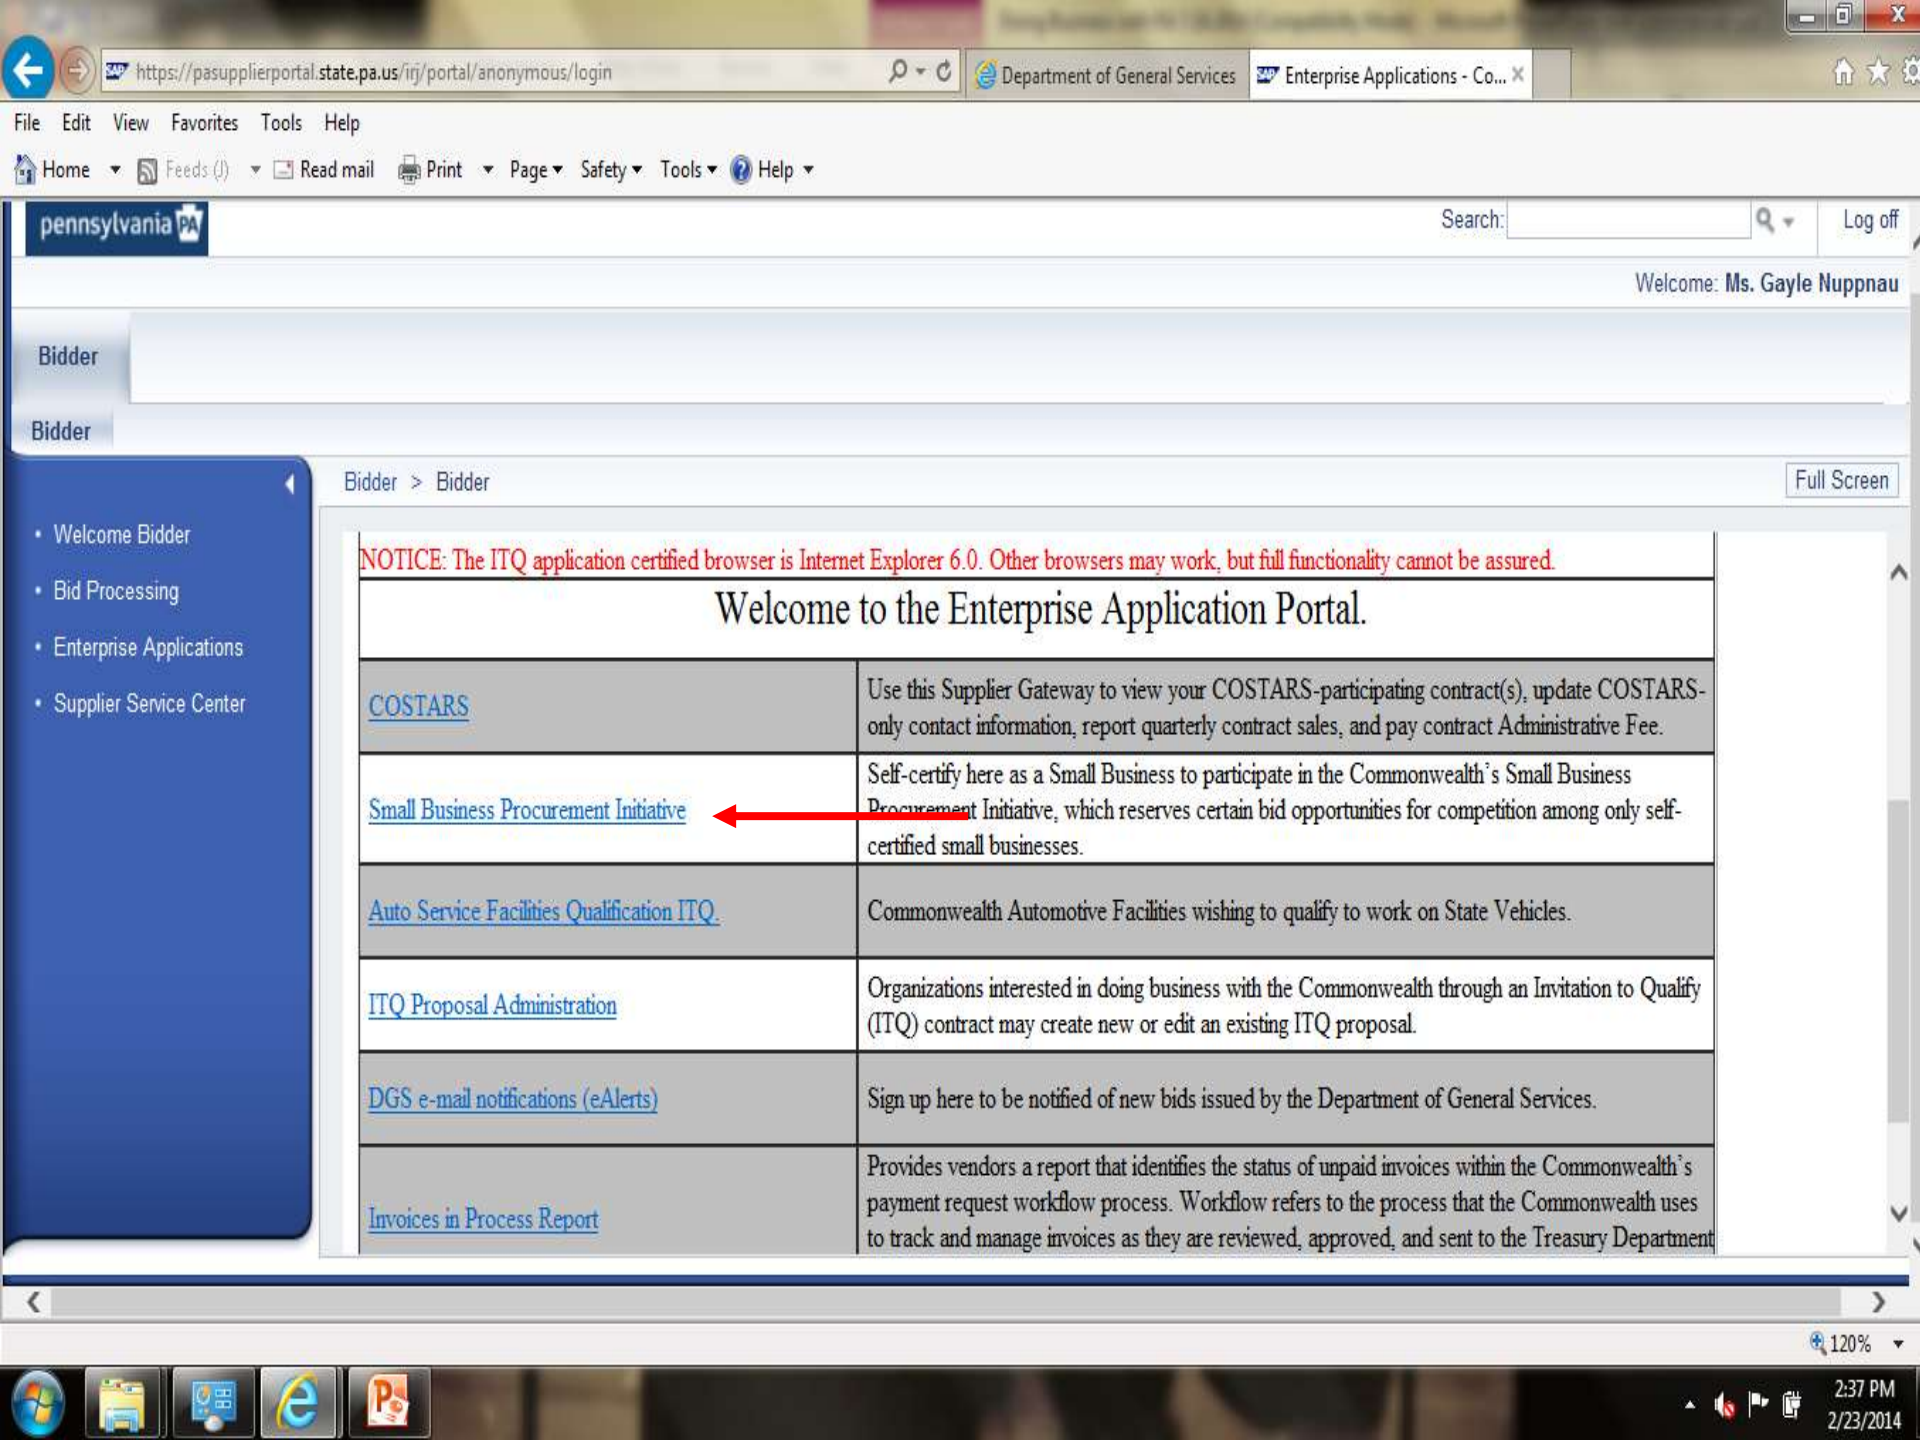 https://pasupplierportal.state.pa.us/irj/portal/anonymous/login
Department of General Services
SAP Enterprise Applications - Co...
File Edit View Favorites Tools Help
Home Feeds (J) Read mail Print Page Safety Tools Help
pennsylvania PA
Search:
Log off
Welcome: Ms. Gayle Nuppnau
Bidder
Bidder
Bidder > Bidder
Full Screen
• Welcome Bidder
• Bid Processing
• Enterprise Applications
• Supplier Service Center
NOTICE: The ITQ application certified browser is Internet Explorer 6.0. Other browsers may work, but full functionality cannot be assured.
Welcome to the Enterprise Application Portal.
COSTARS
Use this Supplier Gateway to view your COSTARS-participating contract(s), update COSTARS-
only contact information, report quarterly contract sales, and pay contract Administrative Fee.
Small Business Procurement Initiative
Self-certify here as a Small Business to participate in the Commonwealth's Small Business
Procurement Initiative, which reserves certain bid opportunities for competition among only self-
certified small businesses.
Auto Service Facilities Qualification ITQ.
Commonwealth Automotive Facilities wishing to qualify to work on State Vehicles.
ITQ Proposal Administration
Organizations interested in doing business with the Commonwealth through an Invitation to Qualify
(ITQ) contract may create new or edit an existing ITQ proposal.
DGS e-mail notifications (eAlerts)
Sign up here to be notified of new bids issued by the Department of General Services.
Invoices in Process Report
Provides vendors a report that identifies the status of unpaid invoices within the Commonwealth's
payment request workflow process. Workflow refers to the process that the Commonwealth uses
to track and manage invoices as they are reviewed, approved, and sent to the Treasury Department
120%
2:37 PM
2/23/2014